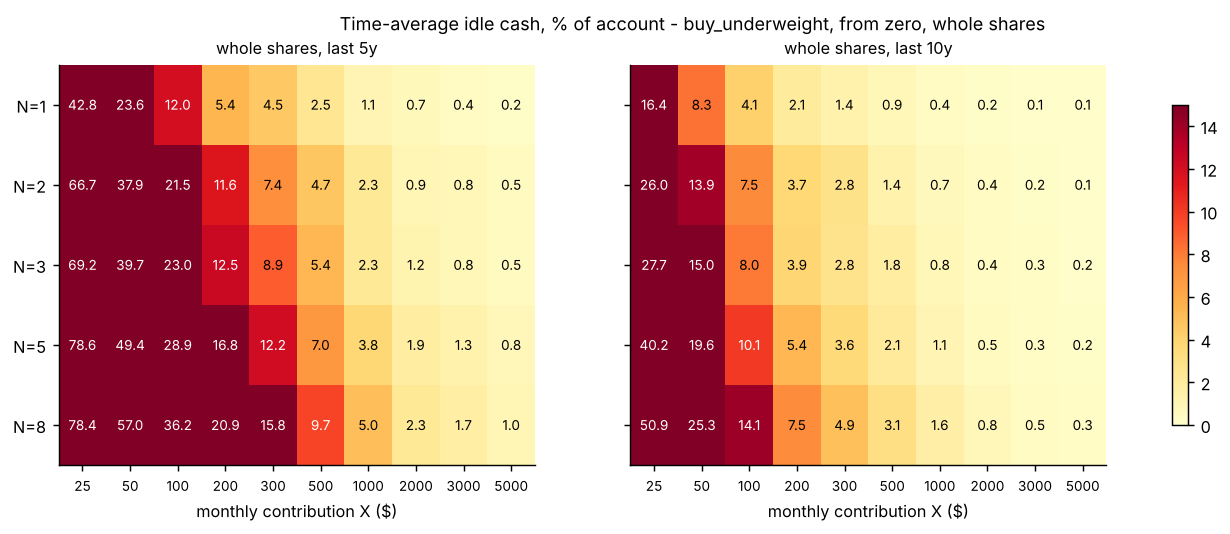 Time-average idle cash, % of account - buy_underweight, from zero, whole shares
whole shares, last 5y
whole shares, last 10y
N=1 42.8 23.6 12.0 5.4 4.5 2.5 1.1 0.7 0.4 0.2
N=2 66.7 37.9 21.5 11.6 7.4 4.7 2.3 0.9 0.8 0.5
N=3 69.2 39.7 23.0 12.5 8.9 5.4 2.3 1.2 0.8 0.5
N=5 78.6 49.4 28.9 16.8 12.2 7.0 3.8 1.9 1.3 0.8
N=8 78.4 57.0 36.2 20.9 15.8 9.7 5.0 2.3 1.7 1.0
25 50 100 200 300 500 1000 2000 3000 5000
monthly contribution X ($)
16.4 8.3 4.1 2.1 1.4 0.9 0.4 0.2 0.1 0.1
26.0 13.9 7.5 3.7 2.8 1.4 0.7 0.4 0.2 0.1
27.7 15.0 8.0 3.9 2.8 1.8 0.8 0.4 0.3 0.2
40.2 19.6 10.1 5.4 3.6 2.1 1.1 0.5 0.3 0.2
50.9 25.3 14.1 7.5 4.9 3.1 1.6 0.8 0.5 0.3
25 50 100 200 300 500 1000 2000 3000 5000
monthly contribution X ($)
14
12
10
8
6
4
2
0